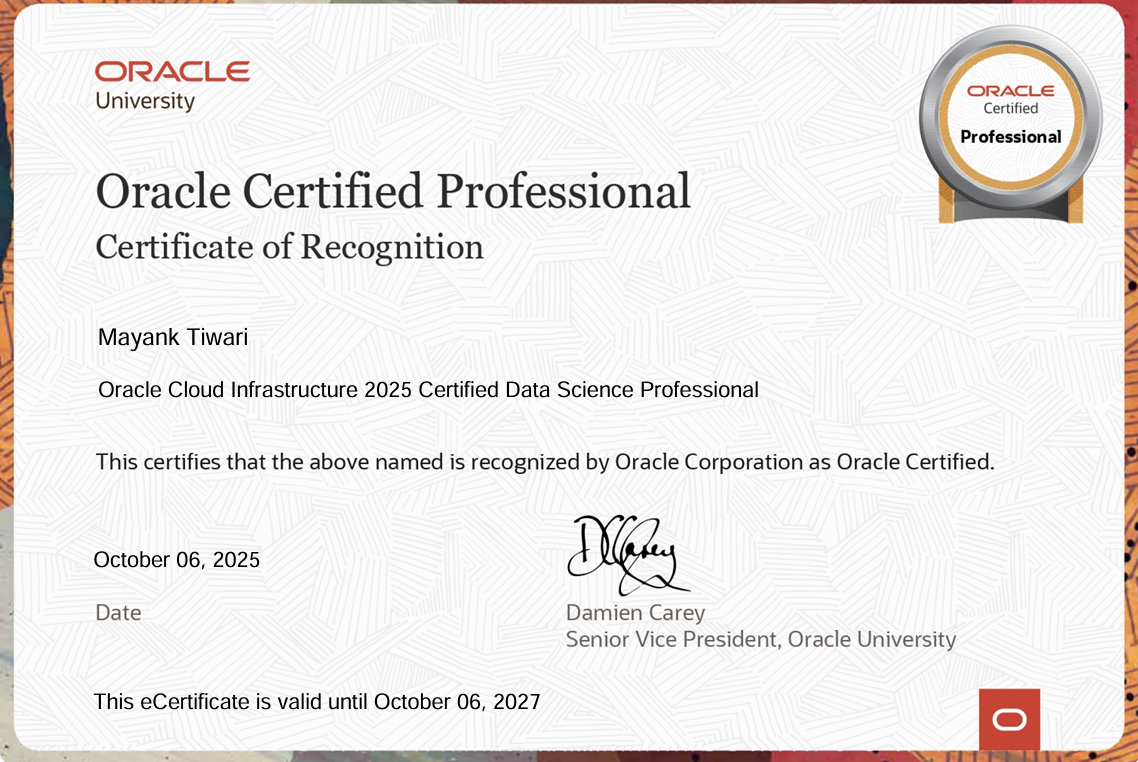 ORACLE
University
ORACLE
Certified
Professional
Oracle Certified Professional
Certificate of Recognition
Mayank Tiwari
Oracle Cloud Infrastructure 2025 Certified Data Science Professional
This certifies that the above named is recognized by Oracle Corporation as Oracle Certified.
DCarey
October 06, 2025
Date
Damien Carey
Senior Vice President, Oracle University
This eCertificate is valid until October 06, 2027